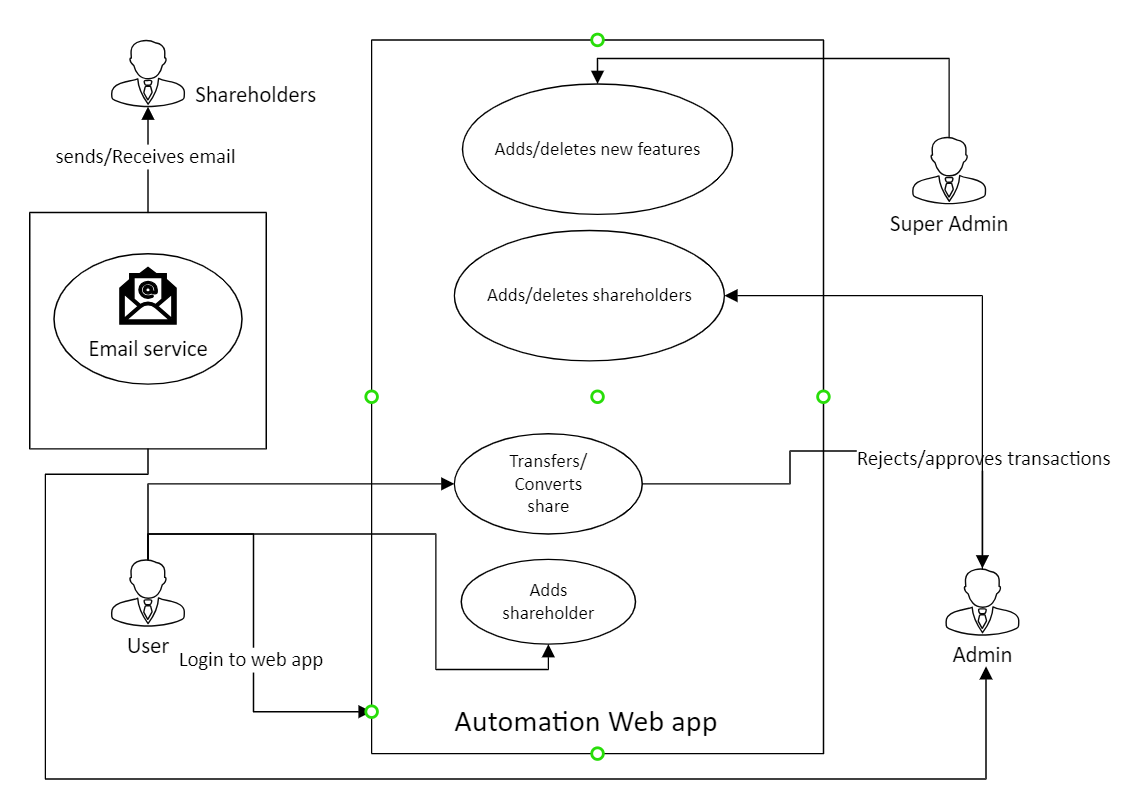 Shareholders
sends/Receives email
Adds/deletes new features
Super Admin
Adds/deletes shareholders
@
Email service
Transfers/
Converts
share
Rejects/approves transactions
Adds
shareholder
User
Login to web app
Admin
Automation Web app